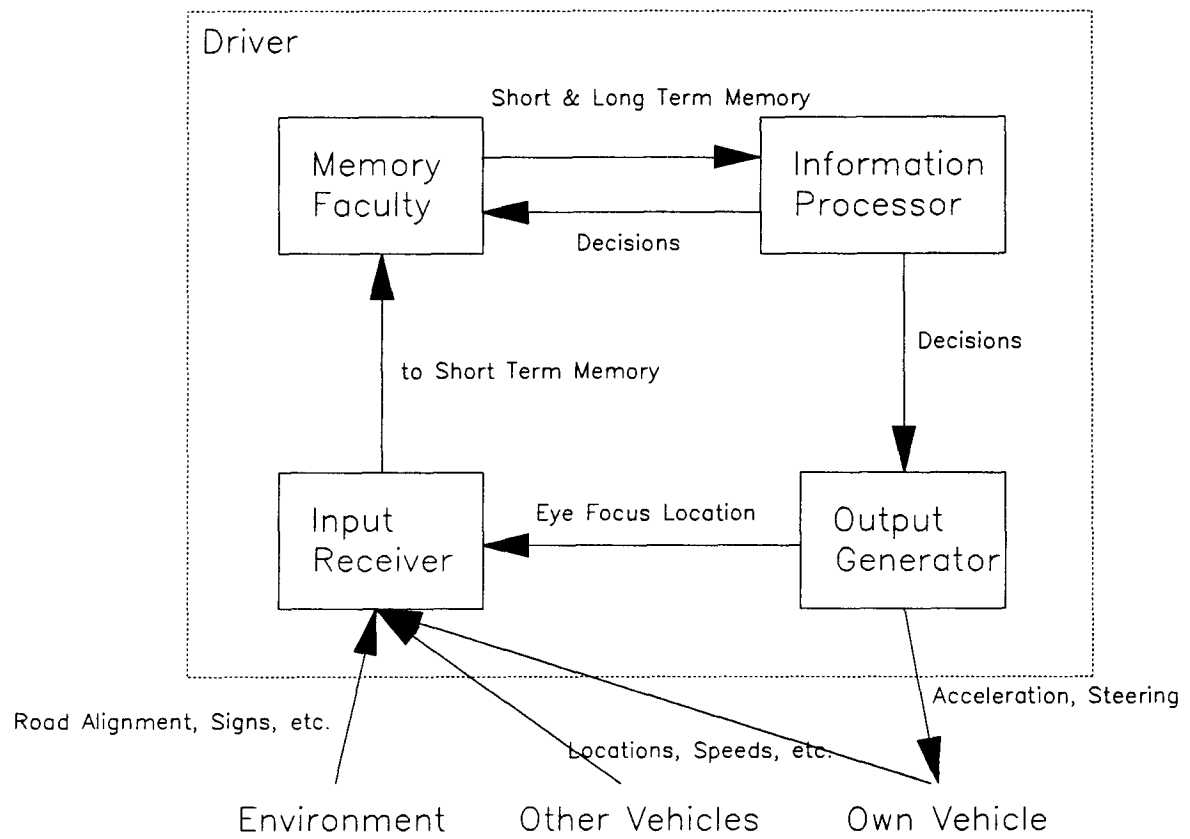 Driver
Short & Long Term Memory
Memory
Faculty
Information
Processor
Decisions
Decisions
to Short Term Memory
Input
Receiver
Eye Focus Location
Output
Generator
Acceleration, Steering
Road Alignment, Signs, etc.
Locations, Speeds, etc.
Environment
Other Vehicles
Own Vehicle